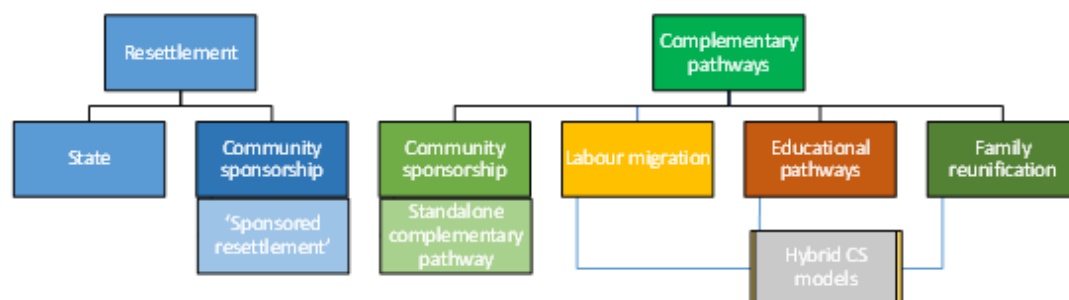 Resettlement
Complementary
pathways
State
Community
sponsorship
Community
sponsorship
Labour migration
Educational
pathways
Family
reunification
‘Sponsored
resettlement’
Standalone
complementary
pathway
Hybrid CS
models